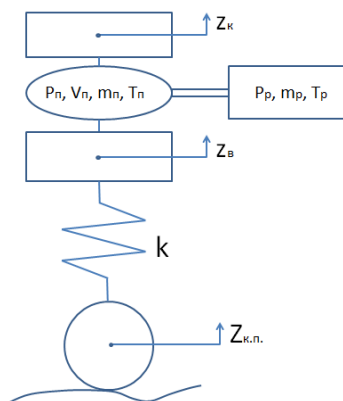 Zк
Pп, Vп, mп, Tп
Pр, mр, Tр
Zв
k
Zк.п.